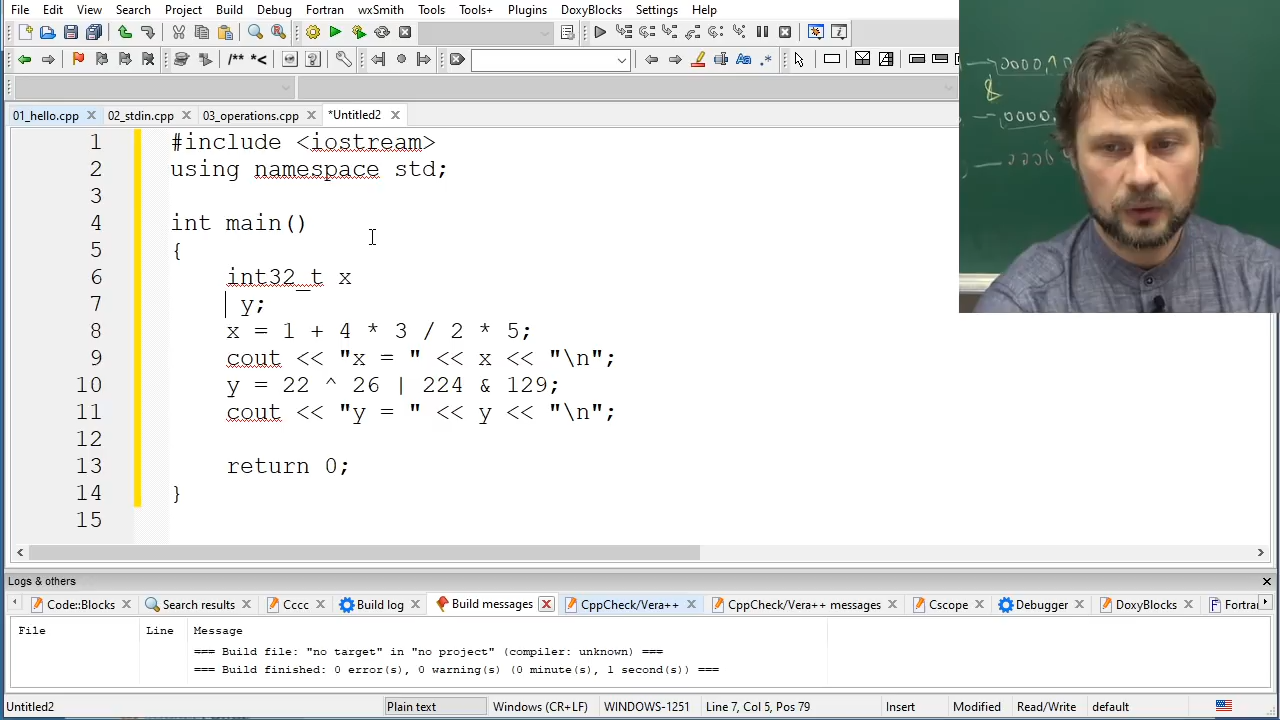 File Edit View Search Project Build Debug Fortran wxSmith Tools Tools+ Plugins DoxyBlocks Settings Help
/** *<
01_hello.cpp 02_stdin.cpp 03_operations.cpp *Untitled2
1 #include <iostream>
2 using namespace std;
3
4 int main()
5 {
6 int32_t x
7 y;
8 x = 1 + 4 * 3 / 2 * 5;
9 cout << "x = " << x << "\n";
10 y = 22 ^ 26 | 224 & 129;
11 cout << "y = " << y << "\n";
12
13 return 0;
14 }
15
Logs & others
Code::Blocks Search results Cccc Build log Build messages CppCheck/Vera++ CppCheck/Vera++ messages Cscope Debugger DoxyBlocks Fortra
File Line Message
=== Build file: "no target" in "no project" (compiler: unknown) ===
=== Build finished: 0 error(s), 0 warning(s) (0 minute(s), 1 second(s)) ===
Untitled2 Plain text Windows (CR+LF) WINDOWS-1251 Line 7, Col 5, Pos 79 Insert Modified Read/Write default